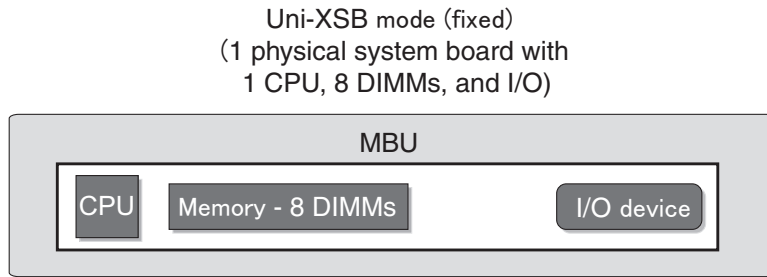 Uni-XSB mode (fixed)
(1 physical system board with
1 CPU, 8 DIMMs, and I/O)
MBU
CPU
Memory - 8 DIMMs
I/O device